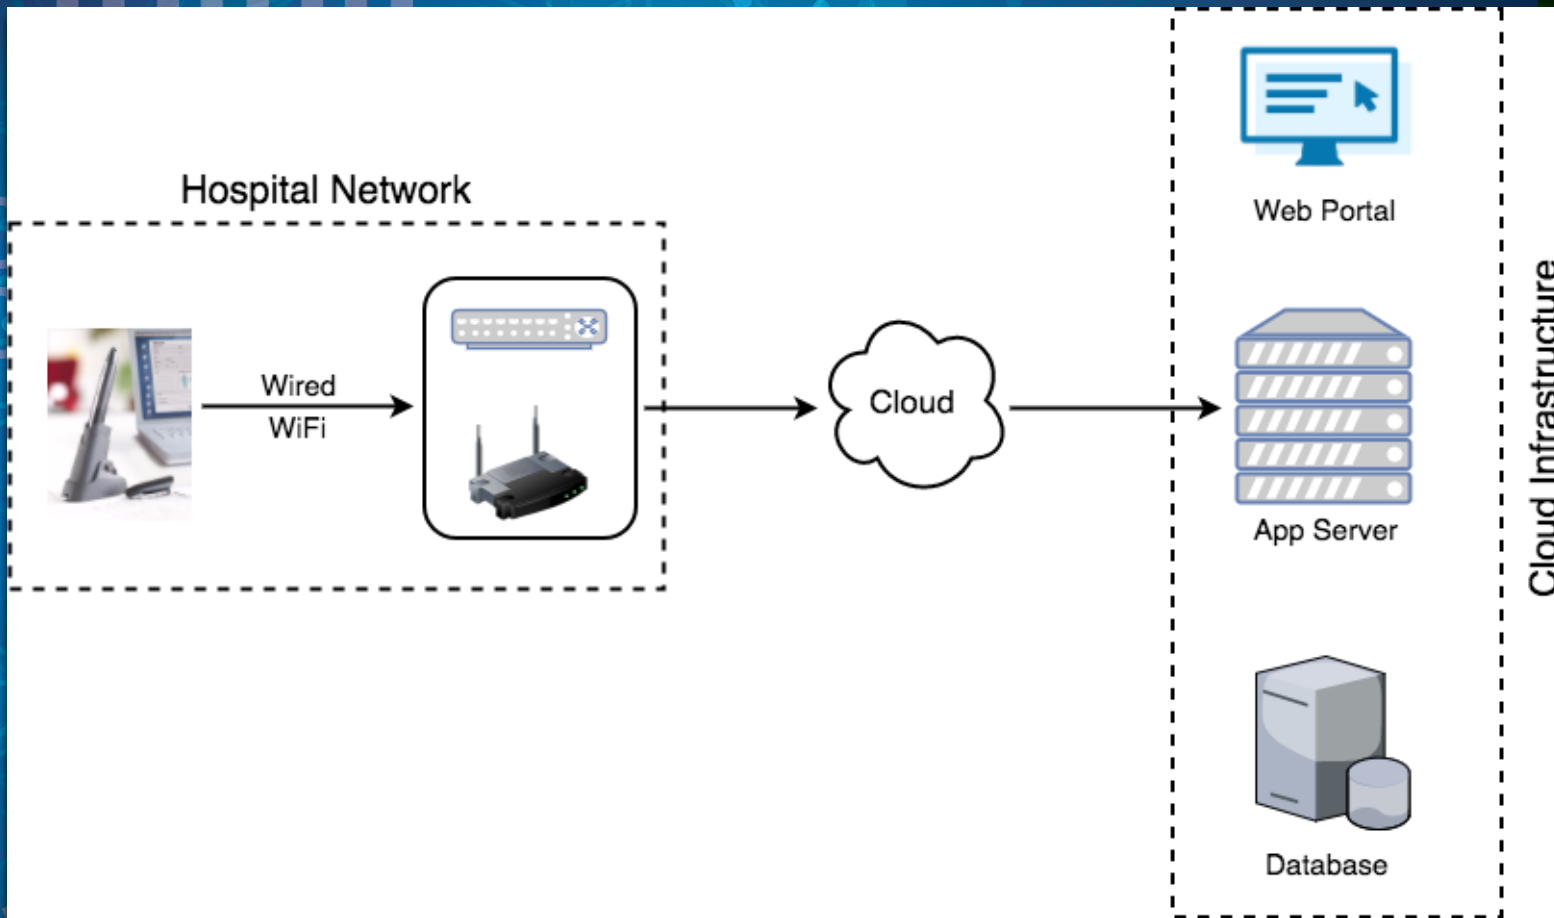 Hospital Network
Wired
WiFi
Cloud
Web Portal
App Server
Database
Cloud Infrastructure